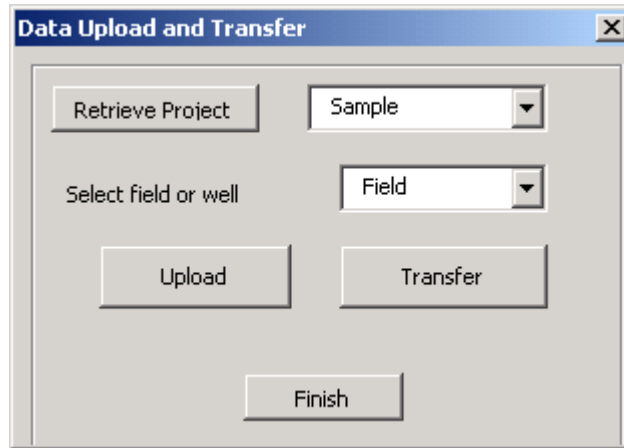 Data Upload and Transfer
Retrieve Project Sample
Select field or well Field
Upload Transfer
Finish